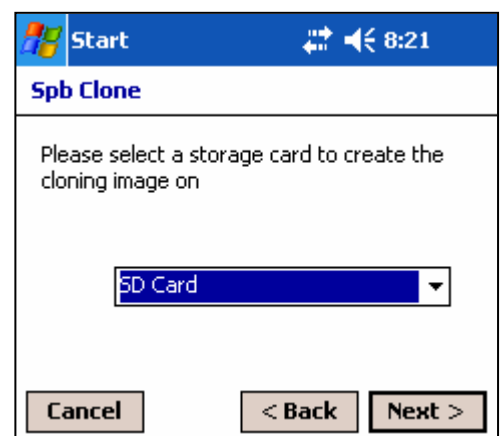 Start 8:21
Spb Clone
Please select a storage card to create the
cloning image on
SD Card
Cancel < Back Next >